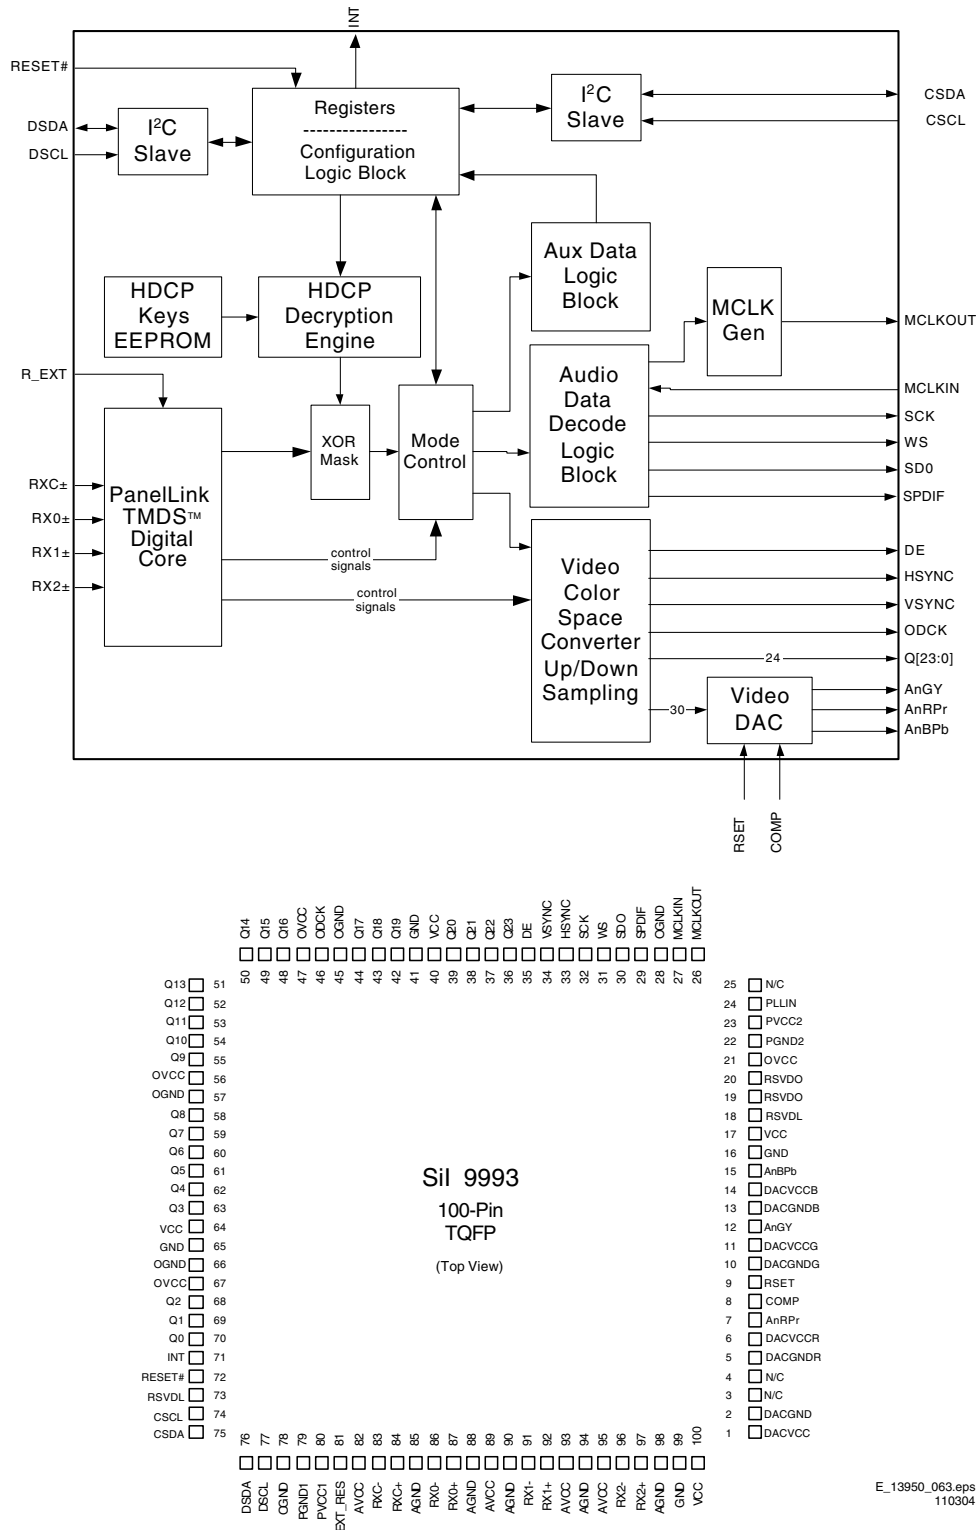 INT
RESET#
Registers
------------
Configuration
Logic Block
I²C
Slave
DSDA
DSCL
I²C
Slave
CSDA
CSCL
Aux Data
Logic
Block
HDCP
Keys
EEPROM
HDCP
Decryption
Engine
MCLK
Gen
MCLKOUT
R_EXT
XOR
Mask
Mode
Control
Audio
Data
Decode
Logic
Block
MCLKIN
SCK
WS
SD0
SPDIF
RXC±
RX0±
RX1±
RX2±
PanelLink
TMDS™
Digital
Core
control
signals
control
signals
Video
Color
Space
Converter
Up/Down
Sampling
DE
HSYNC
VSYNC
ODCK
24
Q[23:0]
30
Video
DAC
AnGY
AnRPr
AnBPb
RSET
COMP
Q14
Q15
Q16
OVCC
ODCK
OGND
Q17
Q18
Q19
GND
VCC
Q20
Q21
Q22
Q23
DE
VSYNC
HSYNC
SCK
WS
SDO
SPDIF
OGND
MCLKIN
MCLKOUT
50
49
48
47
46
45
44
43
42
41
40
39
38
37
36
35
34
33
32
31
30
29
28
27
26
Q13 51
Q12 52
Q11 53
Q10 54
Q9 55
OVCC 56
OGND 57
Q8 58
Q7 59
Q6 60
Q5 61
Q4 62
Q3 63
VCC 64
GND 65
OGND 66
OVCC 67
Q2 68
Q1 69
Q0 70
INT 71
RESET# 72
RSVDL 73
CSCL 74
CSDA 75
SiI 9993
100-Pin
TQFP
(Top View)
25 N/C
24 PLLIN
23 PVCC2
22 PGND2
21 OVCC
20 RSVDO
19 RSVDO
18 RSVDL
17 VCC
16 GND
15 AnBPb
14 DACVCCB
13 DACGNDB
12 AnGY
11 DACVCCG
10 DACGNDG
9 RSET
8 COMP
7 AnRPr
6 DACVCCR
5 DACGNDR
4 N/C
3 N/C
2 DACGND
1 DACVCC
76
77
78
79
80
81
82
83
84
85
86
87
88
89
90
91
92
93
94
95
96
97
98
99
100
DSDA
DSCL
OGND
PGND1
PVCC1
EXT_RES
AVCC
RXC-
RXC+
AGND
RX0-
RX0+
AGND
AVCC
AGND
RX1-
RX1+
AVCC
AGND
AVCC
RX2-
RX2+
AGND
GND
VCC
E_13950_063.eps
110304